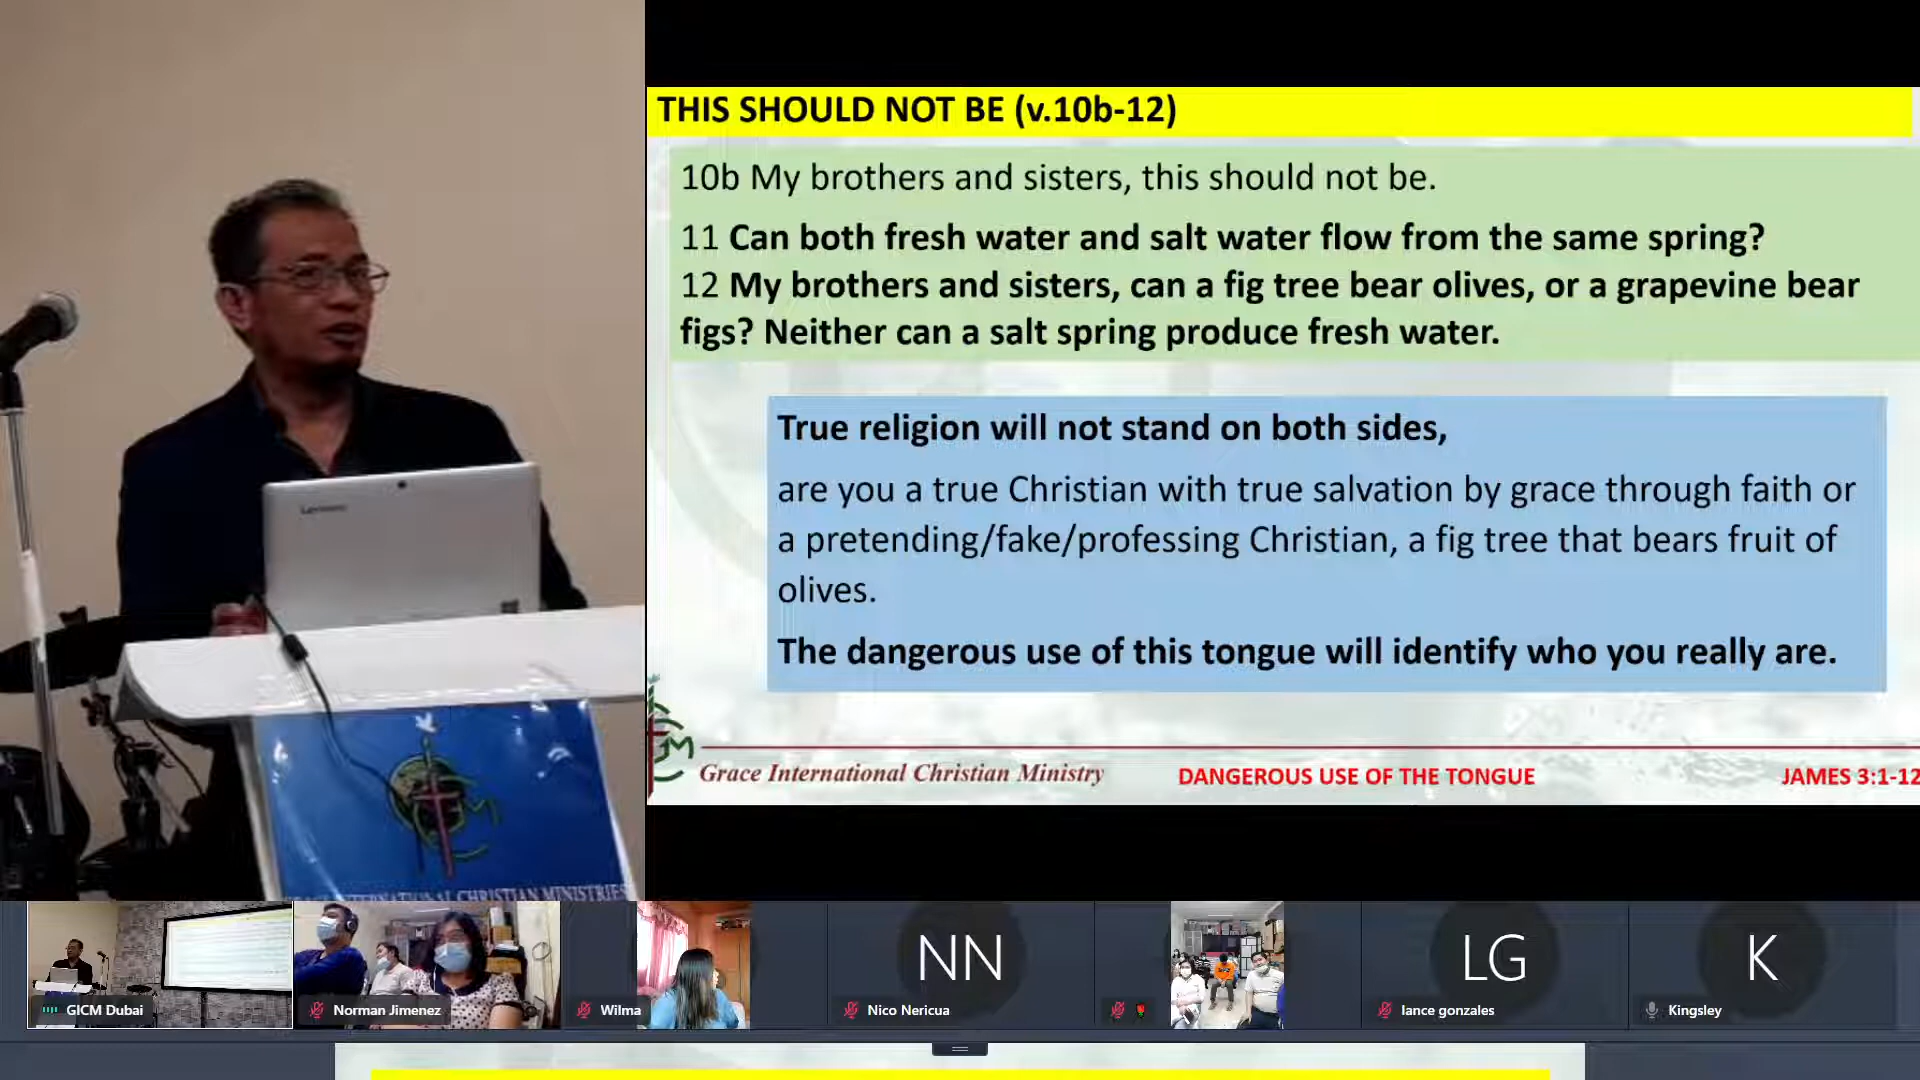 THIS SHOULD NOT BE (v.10b-12)
10b My brothers and sisters, this should not be.
11 Can both fresh water and salt water flow from the same spring?
12 My brothers and sisters, can a fig tree bear olives, or a grapevine bear
figs? Neither can a salt spring produce fresh water.
True religion will not stand on both sides,
are you a true Christian with true salvation by grace through faith or
a pretending/fake/professing Christian, a fig tree that bears fruit of
olives.
The dangerous use of this tongue will identify who you really are.
Grace International Christian Ministry
DANGEROUS USE OF THE TONGUE
JAMES 3:1-12
Lenovo
CHRISTIAN MINISTRIES
NN
LG
K
GICM Dubai
Norman Jimenez
Wilma
Nico Nericua
lance gonzales
Kingsley